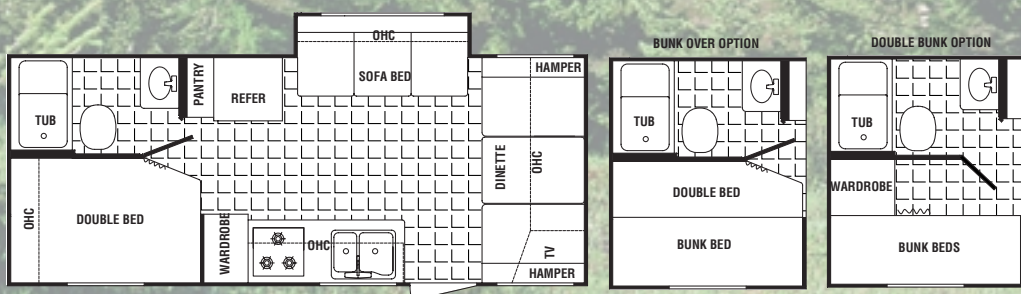 OHC
SOFA BED
PANTRY
REFER
TUB
HAMPER
DINETTE
OHC
OHC
DOUBLE BED
WARDROBE
OHC
TV
HAMPER
BUNK OVER OPTION
TUB
DOUBLE BED
BUNK BED
DOUBLE BUNK OPTION
TUB
WARDROBE
BUNK BEDS